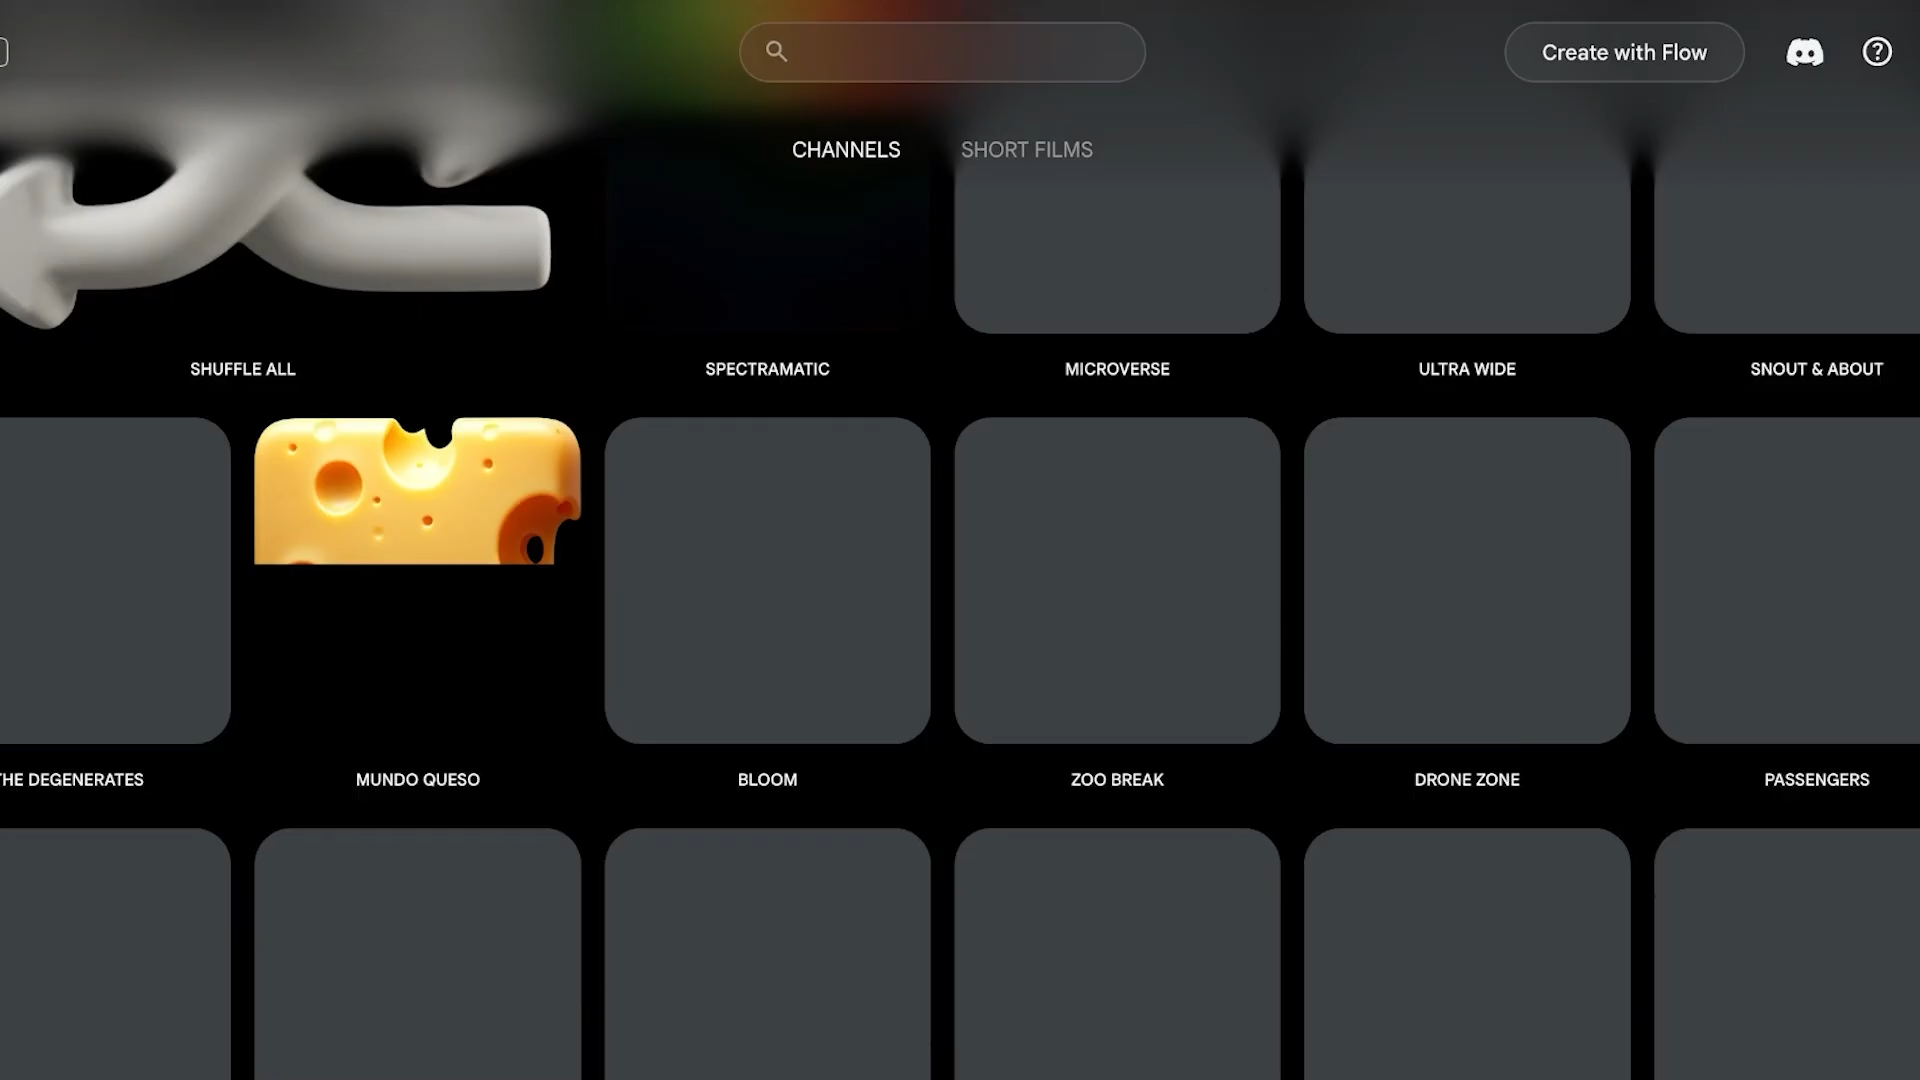 Create with Flow
CHANNELS SHORT FILMS
SHUFFLE ALL SPECTRAMATIC MICROVERSE ULTRA WIDE SNOUT & ABOUT
THE DEGENERATES MUNDO QUESO BLOOM ZOO BREAK DRONE ZONE PASSENGERS